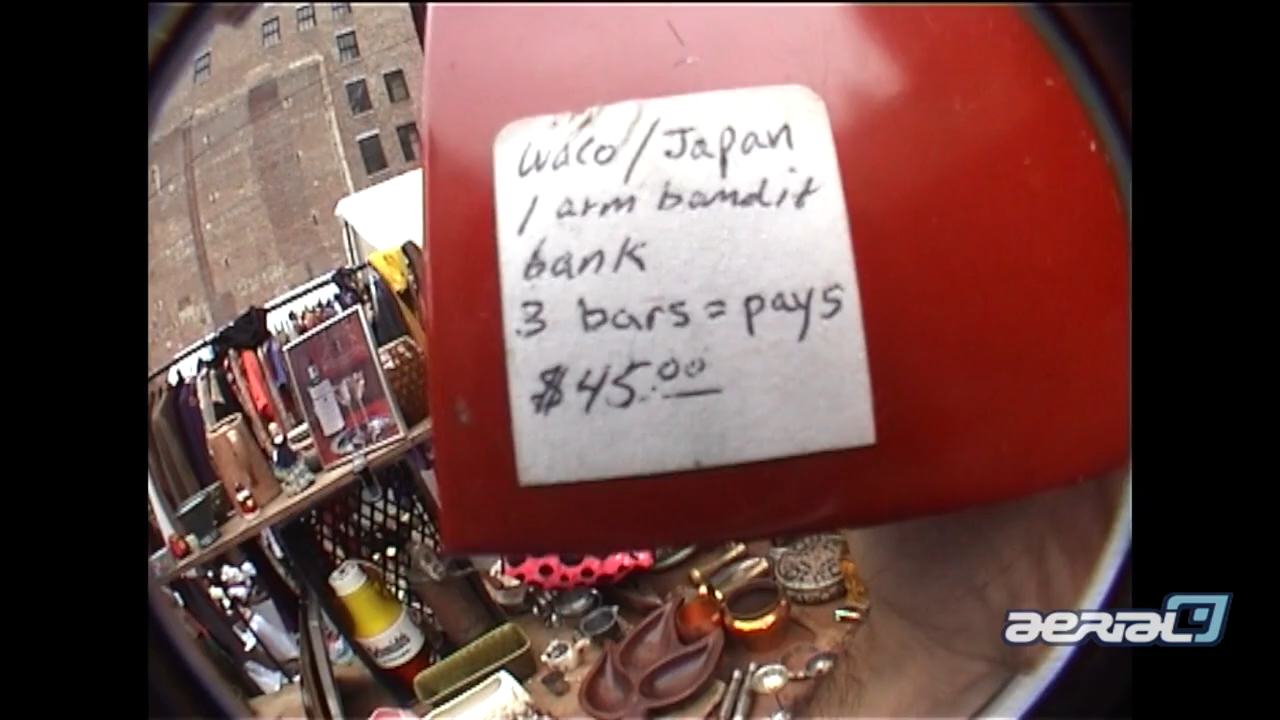 Waco/Japan
1 arm bandit
bank
3 bars = pays
$45.00
AERIAL9